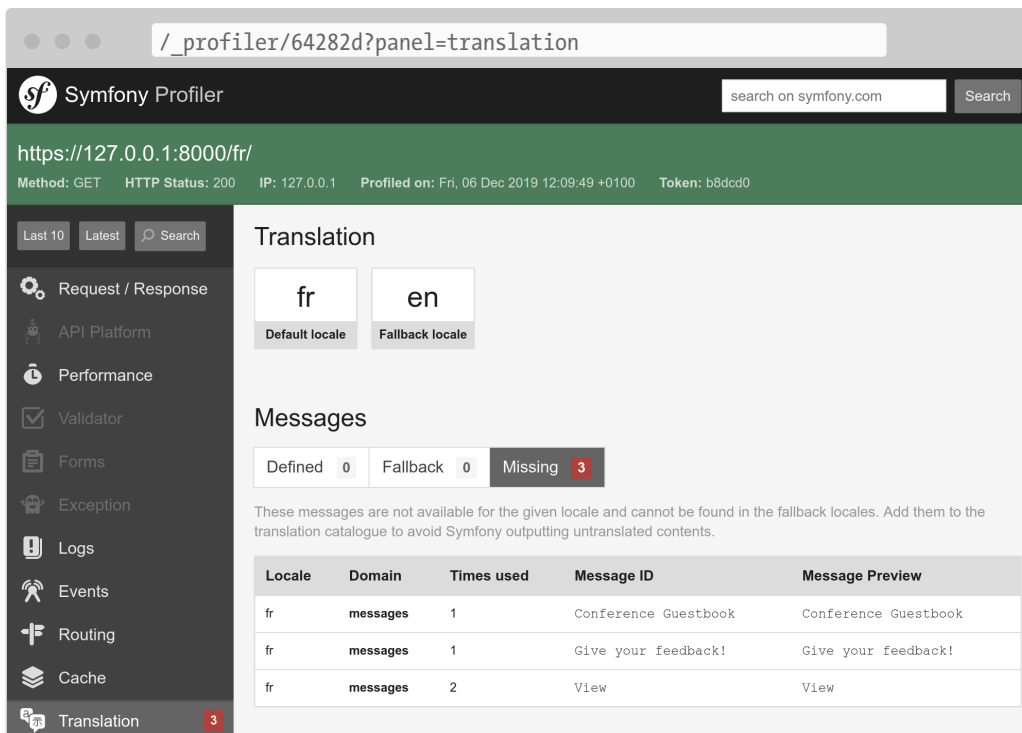 /_profiler/64282d?panel=translation
sf Symfony Profiler
search on symfony.com Search
https://127.0.0.1:8000/fr/
Method: GET HTTP Status: 200 IP: 127.0.0.1 Profiled on: Fri, 06 Dec 2019 12:09:49 +0100 Token: b8dcd0
Last 10 Latest Search
Request / Response
API Platform
Performance
Validator
Forms
Exception
Logs
Events
Routing
Cache
Translation 3
Translation
fr en
Default locale Fallback locale
Messages
Defined 0 Fallback 0 Missing 3
These messages are not available for the given locale and cannot be found in the fallback locales. Add them to the
translation catalogue to avoid Symfony outputting untranslated contents.
Locale Domain Times used Message ID Message Preview
fr messages 1 Conference Guestbook Conference Guestbook
fr messages 1 Give your feedback! Give your feedback!
fr messages 2 View View